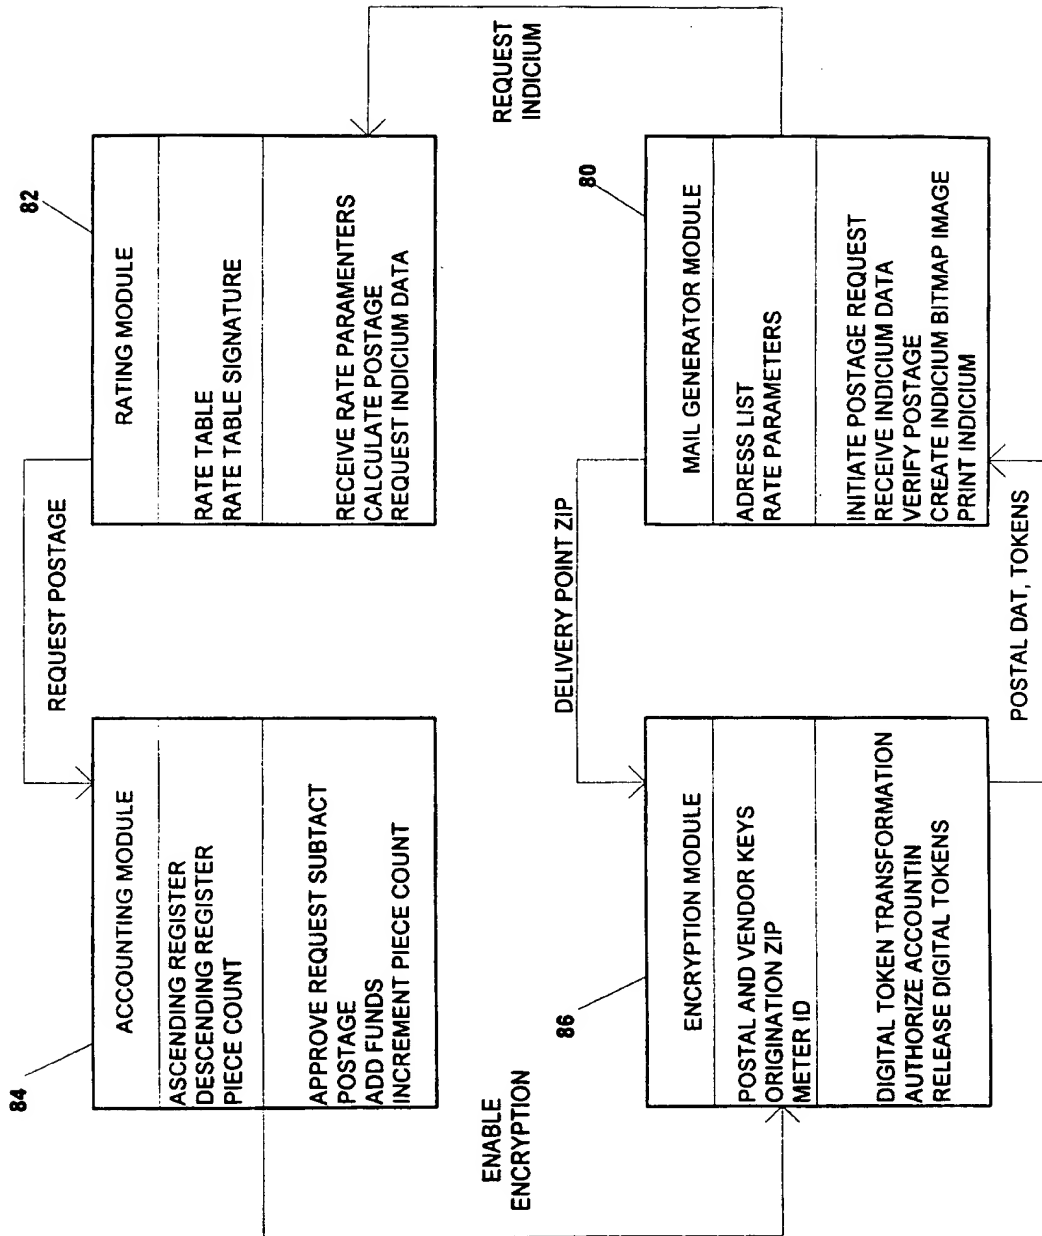 84
ACCOUNTING MODULE
ASCENDING REGISTER
DESCENDING REGISTER
PIECE COUNT
APPROVE REQUEST SUBTACT
POSTAGE
ADD FUNDS
INCREMENT PIECE COUNT
REQUEST POSTAGE
82
RATING MODULE
RATE TABLE
RATE TABLE SIGNATURE
RECEIVE RATE PARAMENTERS
CALCULATE POSTAGE
REQUEST INDICIUM DATA
ENABLE
ENCRYPTION
REQUEST
INDICIUM
86
ENCRYPTION MODULE
POSTAL AND VENDOR KEYS
ORIGINATION ZIP
METER ID
DIGITAL TOKEN TRANSFORMATION
AUTHORIZE ACCOUNTIN
RELEASE DIGITAL TOKENS
DELIVERY POINT ZIP
80
MAIL GENERATOR MODULE
ADRESS LIST
RATE PARAMETERS
INITIATE POSTAGE REQUEST
RECEIVE INDICIUM DATA
VERIFY POSTAGE
CREATE INDICIUM BITMAP IMAGE
PRINT INDICIUM
POSTAL DAT, TOKENS